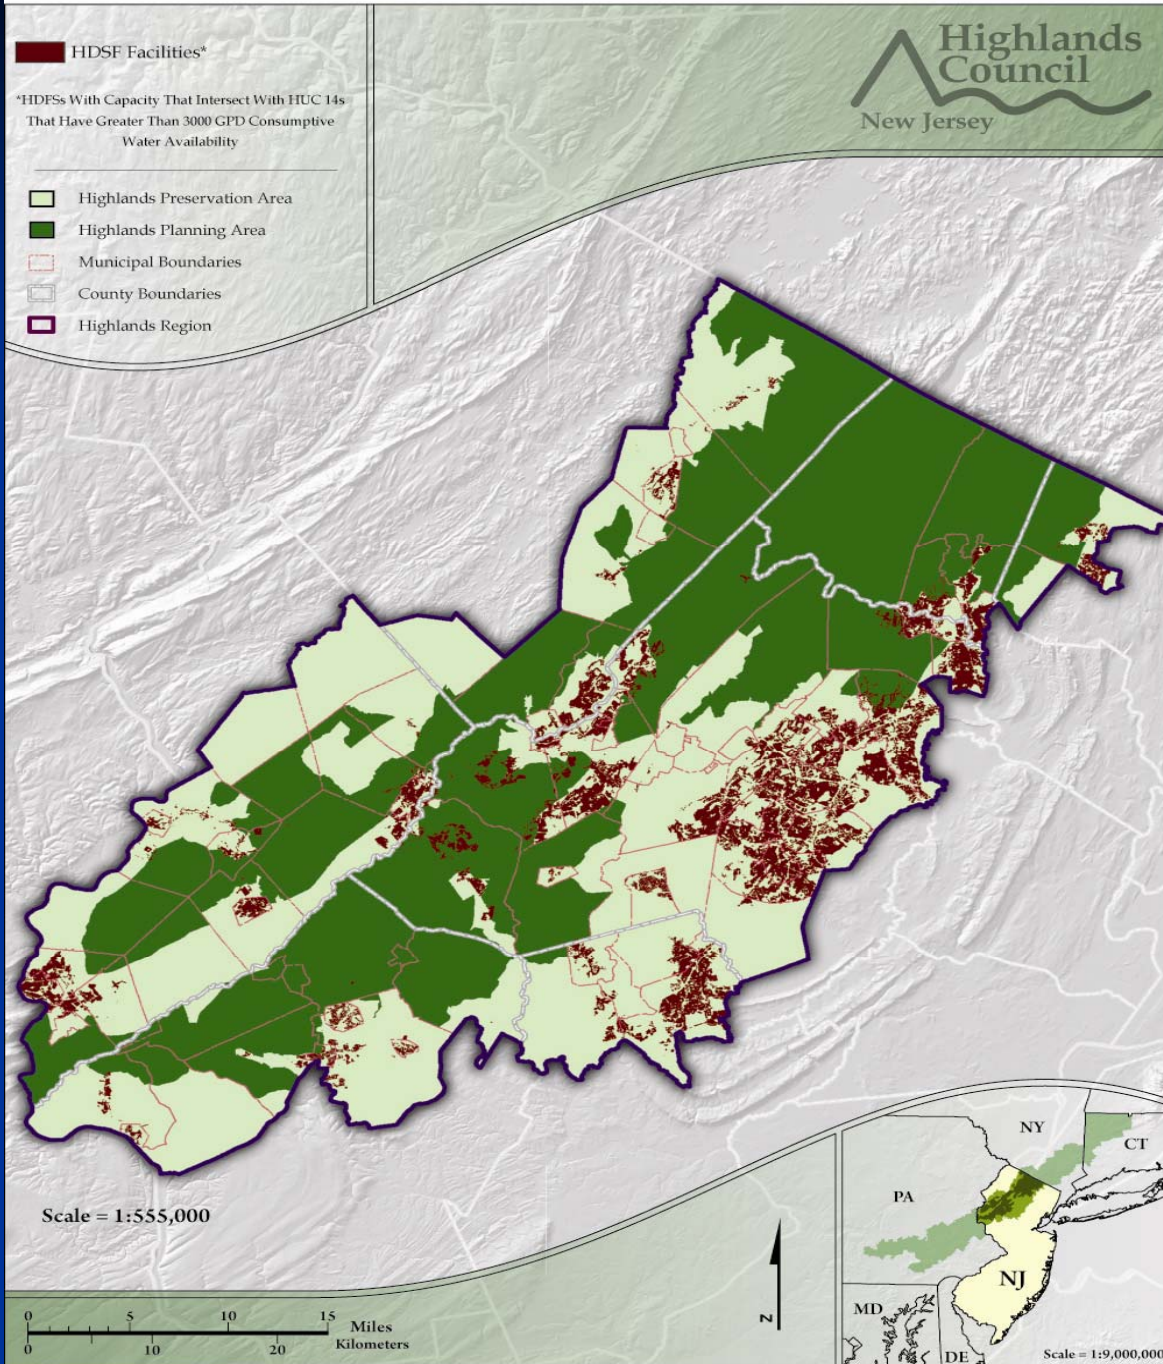 HDSF Facilities*
*HDFSs With Capacity That Intersect With HUC 14s
That Have Greater Than 3000 GPD Consumptive
Water Availability
Highlands Preservation Area
Highlands Planning Area
Municipal Boundaries
County Boundaries
Highlands Region
Highlands
Council
New Jersey
Scale = 1:555,000
0 5 10 15
Miles
Kilometers
0 10 20
N
NY
CT
PA
NJ
MD
DE
Scale = 1:9,000,000